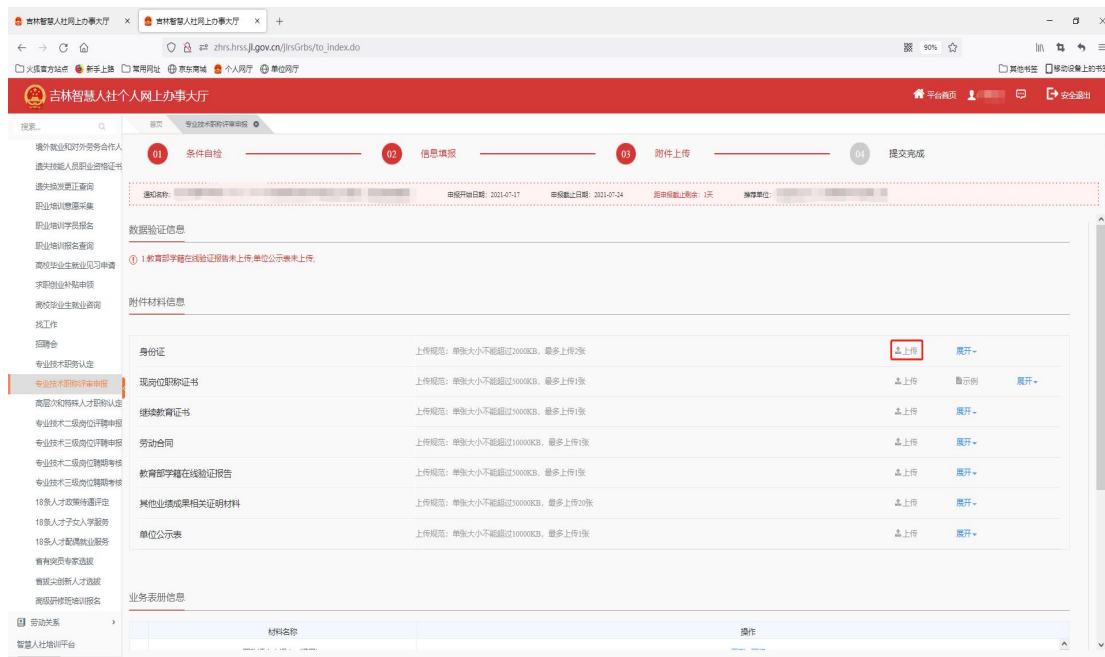 吉林智慧人社网上办事大厅 × 吉林智慧人社网上办事大厅 × +
zhrs.hrss.jl.gov.cn/jlrsGrbs/to_index.do 90%
火狐官方站点 新手上路 常用网址 京东商城 个人网厅 单位网厅 其他书签 移动设备上的书签
吉林智慧人社个人网上办事大厅 平台首页 安全退出
搜索... 首页 专业技术职称评审申报
01 条件自检 02 信息填报 03 附件上传 04 提交完成
通知名称: 申报开始日期: 2021-07-17 申报截止日期: 2021-07-24 距申报截止剩余: 1天 推荐单位:
境外就业和对外劳务合作人
遗失技能人员职业资格证书
遗失换发更正查询
职业培训意愿采集
职业培训学员报名
职业培训报名查询
高校毕业生就业见习申请
求职创业补贴申领
高校毕业生就业咨询
找工作
招聘会
专业技术职务认定
专业技术职称评审申报
高层次和特殊人才职称认定
专业技术二级岗位评聘申报
专业技术三级岗位评聘申报
专业技术二级岗位聘期考核
专业技术三级岗位聘期考核
18条人才政策待遇评定
18条人才子女入学服务
18条人才配偶就业服务
省有突贡专家选拔
省拔尖创新人才选拔
高级研修班培训报名
劳动关系
智慧人社培训平台
数据验证信息
1.教育部学籍在线验证报告未上传;单位公示表未上传;
附件材料信息
身份证 上传规范: 单张大小不能超过2000KB, 最多上传2张 上传 展开
现岗位职称证书 上传规范: 单张大小不能超过5000KB, 最多上传1张 上传 示例 展开
继续教育证书 上传规范: 单张大小不能超过5000KB, 最多上传1张 上传 展开
劳动合同 上传规范: 单张大小不能超过10000KB, 最多上传1张 上传 展开
教育部学籍在线验证报告 上传规范: 单张大小不能超过5000KB, 最多上传1张 上传 展开
其他业绩成果相关证明材料 上传规范: 单张大小不能超过50000KB, 最多上传20张 上传 展开
单位公示表 上传规范: 单张大小不能超过10000KB, 最多上传1张 上传 展开
业务表册信息
材料名称 操作